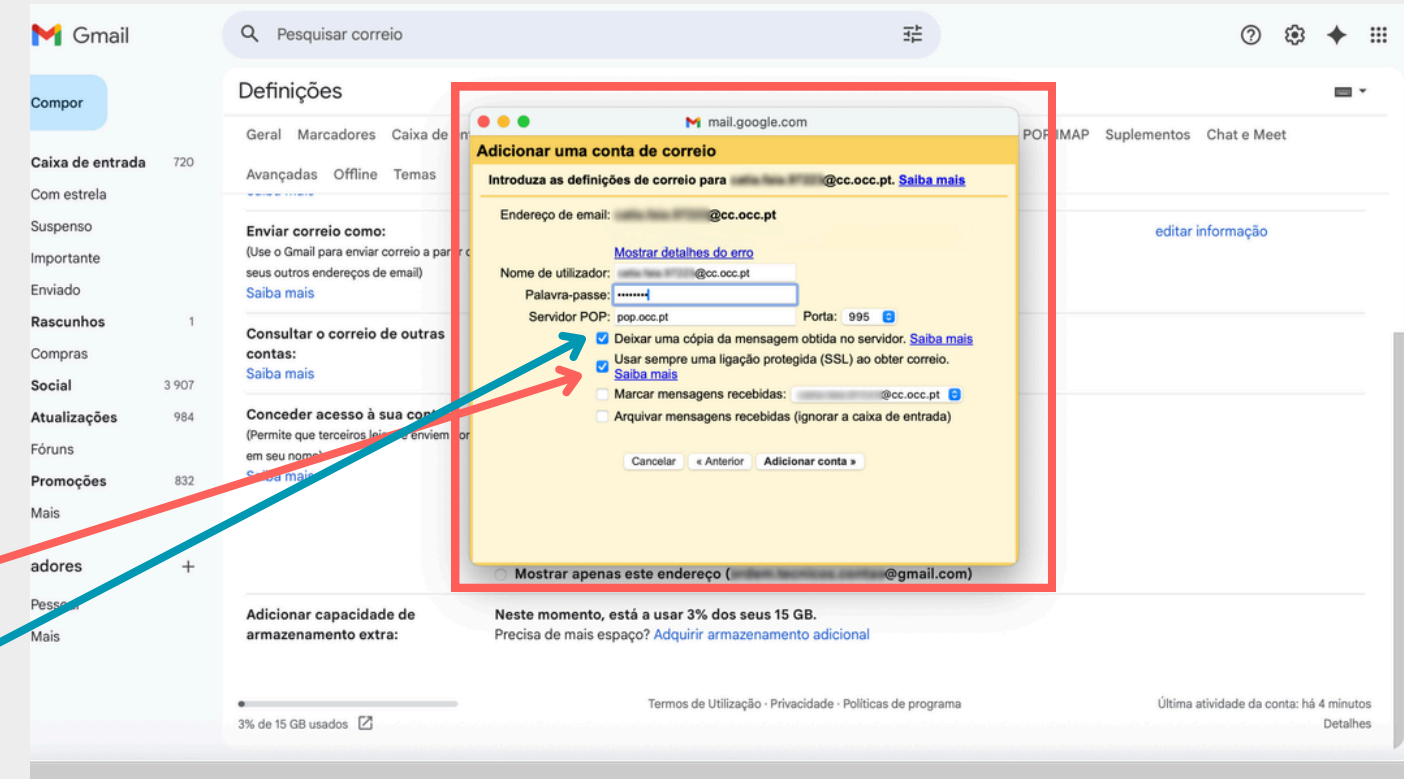 Gmail
Pesquisar correio
Compor
Caixa de entrada 720
Com estrela
Suspenso
Importante
Enviado
Rascunhos 1
Compras
Social 3 907
Atualizações 984
Fóruns
Promoções 832
Mais
adores +
Mais
Definições
Geral Marcadores Caixa de POP/IMAP Suplementos Chat e Meet
Avançadas Offline Temas
Enviar correio como: editar informação
(Use o Gmail para enviar correio a partir
seus outros endereços de email)
Saiba mais
Consultar o correio de outras
contas:
Saiba mais
Conceder acesso à sua
(Permite que terceiros enviem
em seu nome)
mail.google.com
Adicionar uma conta de correio
Introduza as definições de correio para @cc.occ.pt. Saiba mais
Endereço de email: @cc.occ.pt
Mostrar detalhes do erro
Nome de utilizador: @cc.occ.pt
Palavra-passe: ••••••••
Servidor POP: pop.occ.pt Porta: 995
Deixar uma cópia da mensagem obtida no servidor. Saiba mais
Usar sempre uma ligação protegida (SSL) ao obter correio.
Saiba mais
Marcar mensagens recebidas: @cc.occ.pt
Arquivar mensagens recebidas (ignorar a caixa de entrada)
Cancelar « Anterior Adicionar conta »
Mostrar apenas este endereço ( @gmail.com)
Adicionar capacidade de
armazenamento extra:
Neste momento, está a usar 3% dos seus 15 GB.
Precisa de mais espaço? Adquirir armazenamento adicional
3% de 15 GB usados
Termos de Utilização · Privacidade · Políticas de programa
Última atividade da conta: há 4 minutos
Detalhes